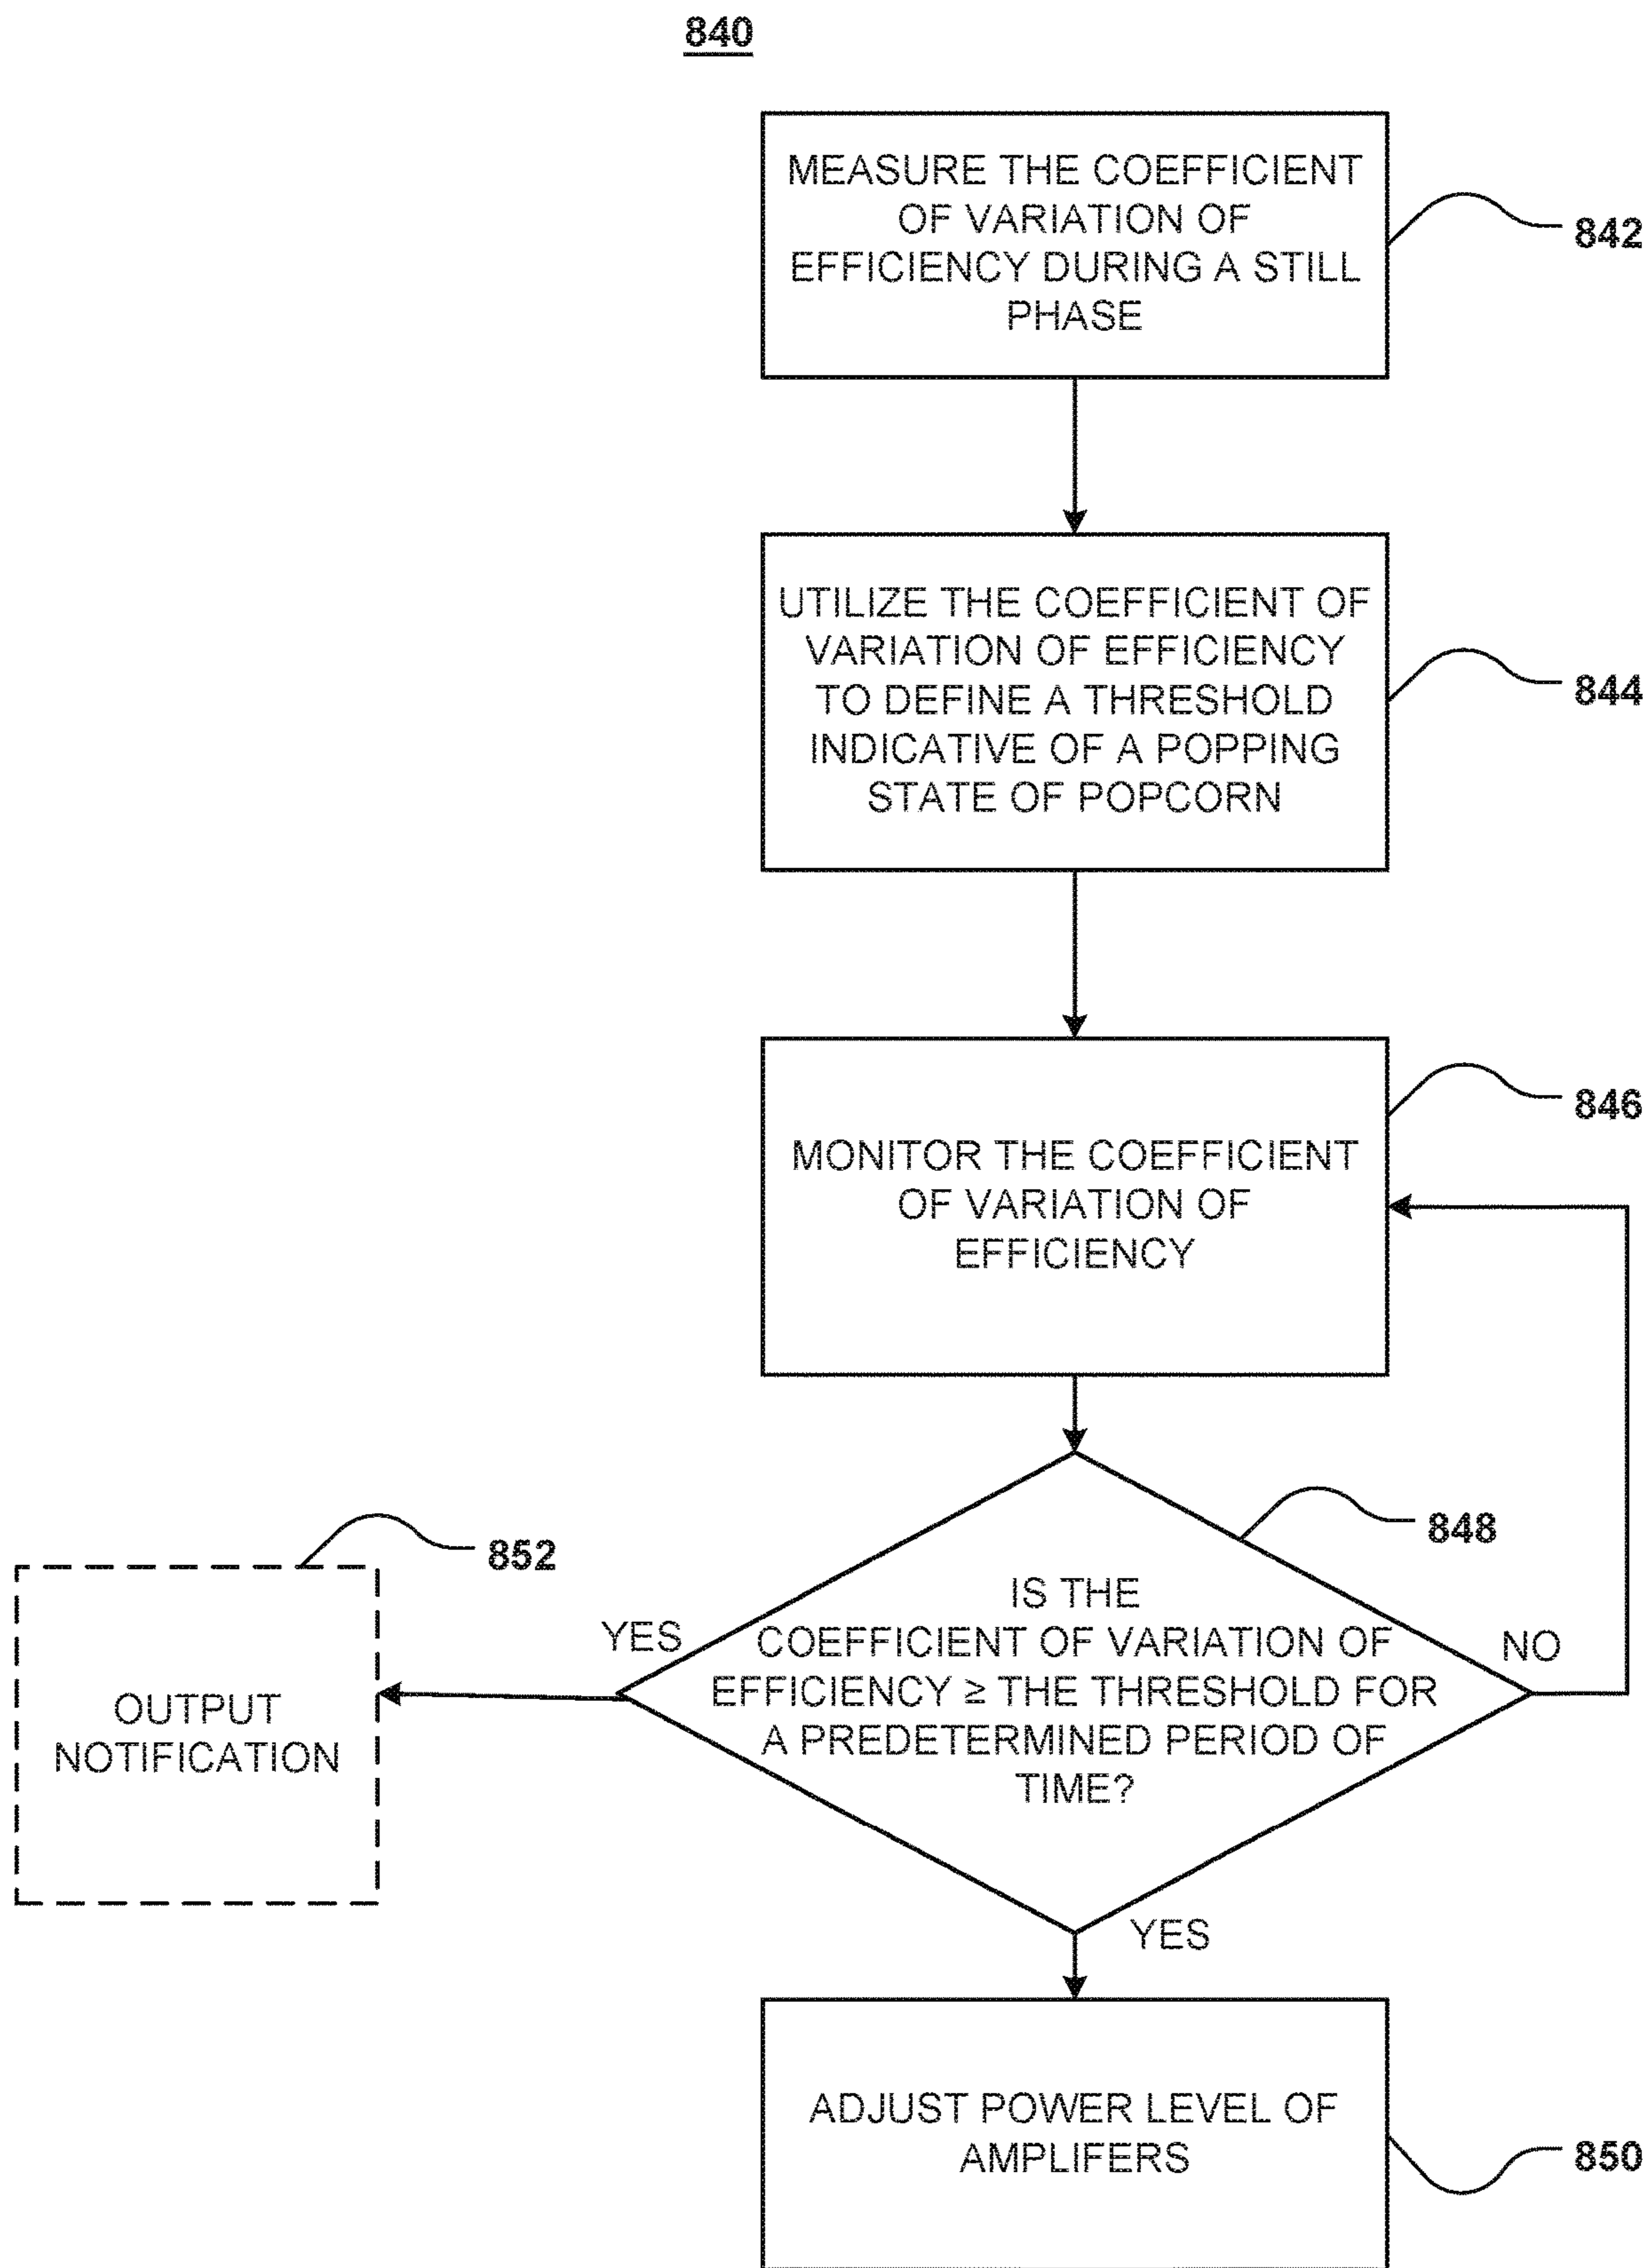 840
MEASURE THE COEFFICIENT
OF VARIATION OF
EFFICIENCY DURING A STILL
PHASE
842
UTILIZE THE COEFFICIENT OF
VARIATION OF EFFICIENCY
TO DEFINE A THRESHOLD
INDICATIVE OF A POPPING
STATE OF POPCORN
844
846
MONITOR THE COEFFICIENT
OF VARIATION OF
EFFICIENCY
848
852
IS THE
COEFFICIENT OF VARIATION OF
EFFICIENCY ≥ THE THRESHOLD FOR
A PREDETERMINED PERIOD OF
TIME?
YES
NO
OUTPUT
NOTIFICATION
YES
ADJUST POWER LEVEL OF
AMPLIFERS
850